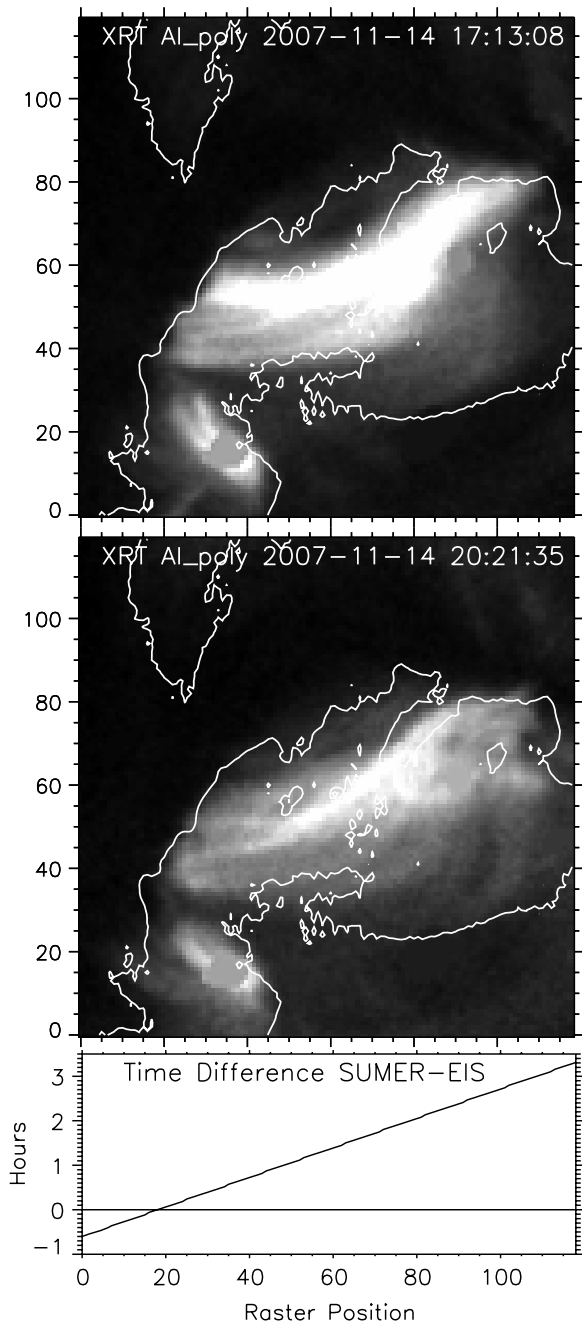 XRT Al_poly 2007-11-14 17:13:08
100
80
60
40
20
0
XRT Al_poly 2007-11-14 20:21:35
100
80
60
40
20
0
Time Difference SUMER-EIS
Hours
3
2
1
0
-1
0 20 40 60 80 100
Raster Position